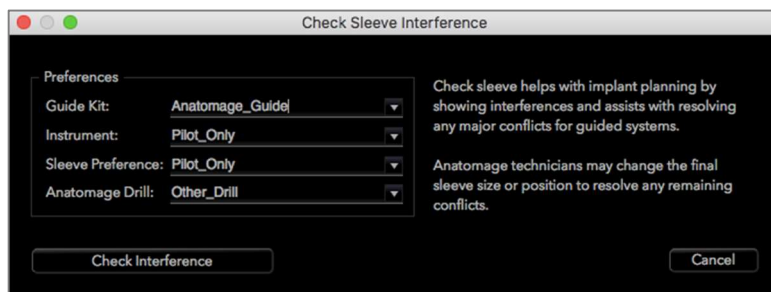 Check Sleeve Interference
Preferences
Guide Kit: Anatomage_Guide
Instrument: Pilot_Only
Sleeve Preference: Pilot_Only
Anatomage Drill: Other_Drill
Check sleeve helps with implant planning by
showing interferences and assists with resolving
any major conflicts for guided systems.
Anatomage technicians may change the final
sleeve size or position to resolve any remaining
conflicts.
Check Interference
Cancel